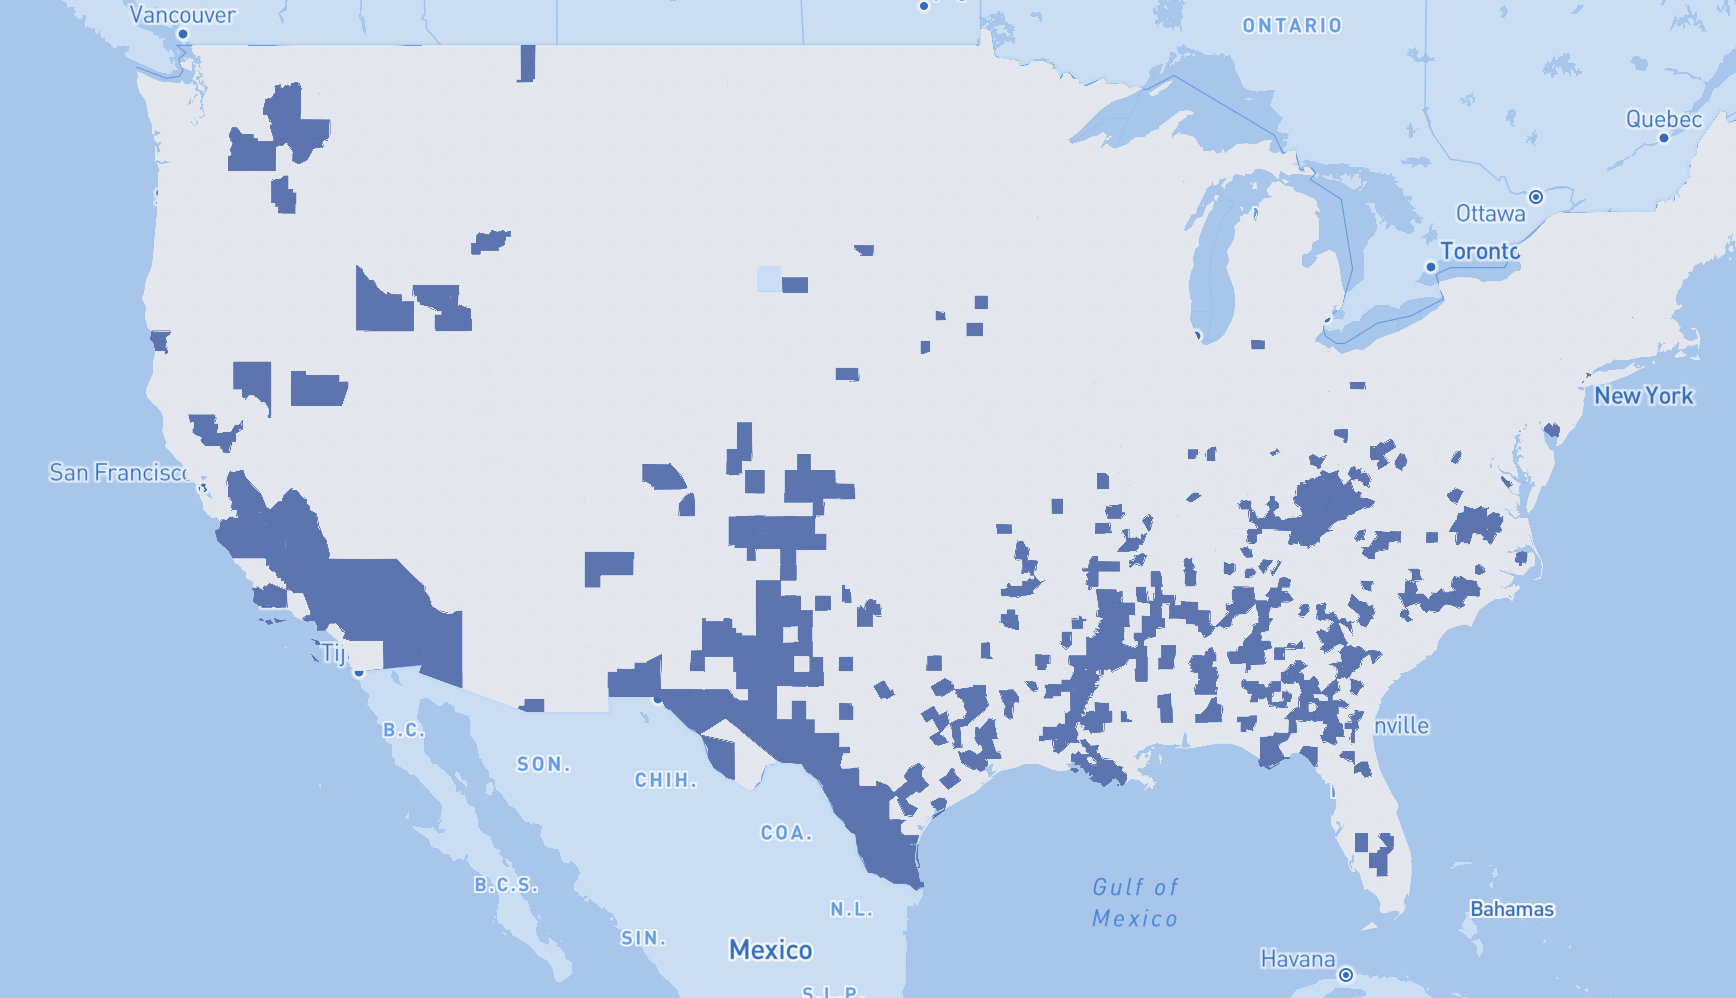 Vancouver
ONTARIO
Quebec
Ottawa
Toronto
New York
San Francisco
Tij
nville
B.C.
SON.
CHIH.
COA.
B.C.S.
Gulf of
Mexico
N.L.
Bahamas
SIN.
Mexico
Havana
S.L.P.